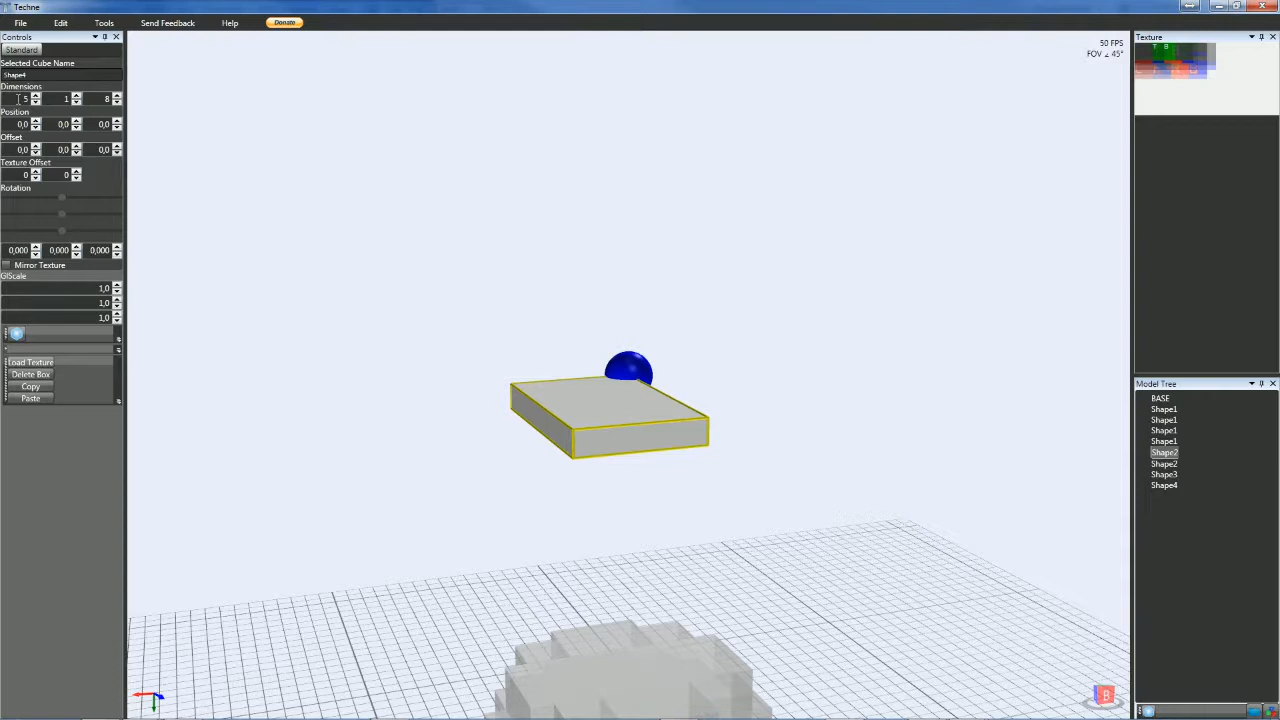 Techne
File Edit Tools Send Feedback Help Donate
Controls
Standard
Selected Cube Name
Shape4
Dimensions
5 1 8
Position
0,0 0,0 0,0
Offset
0,0 0,0 0,0
Texture Offset
0 0
Rotation
0,000 0,000 0,000
Mirror Texture
GlScale
1,0
1,0
1,0
Load Texture
Delete Box
Copy
Paste
50 FPS
FOV ∠ 45°
B
Texture
T B
Model Tree
BASE
Shape1
Shape1
Shape1
Shape1
Shape2
Shape2
Shape3
Shape4